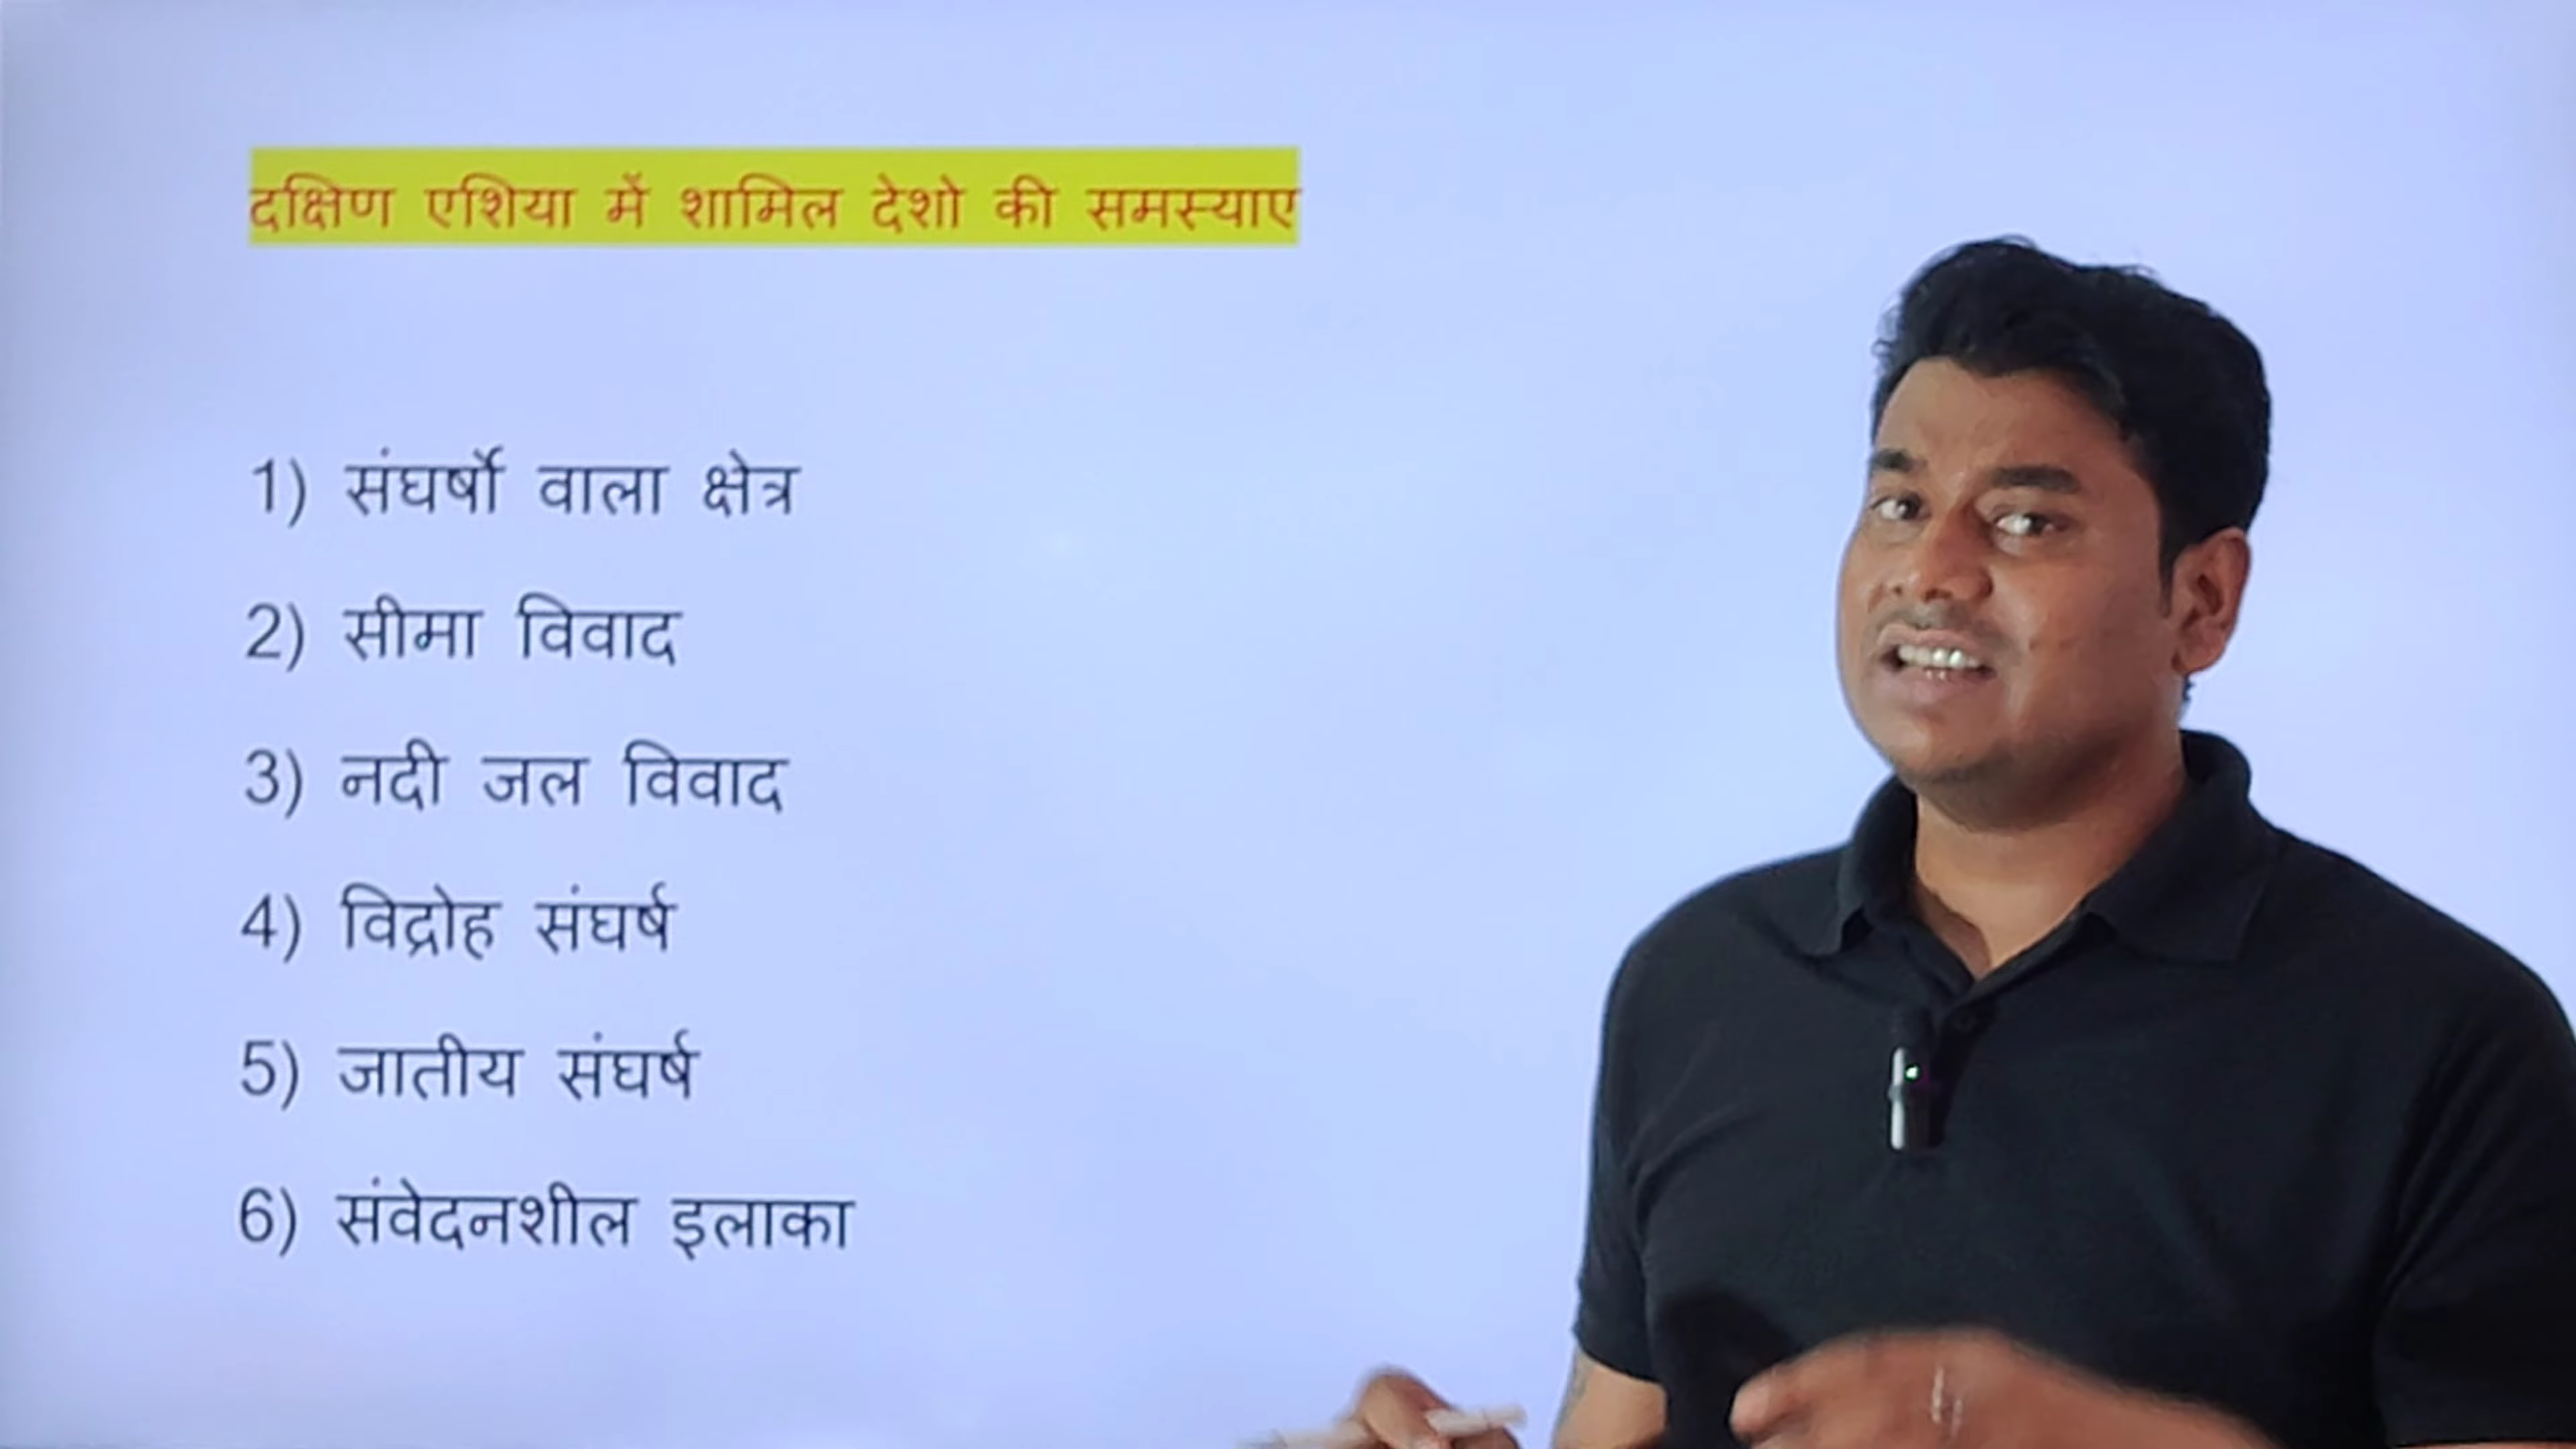 दक्षिण एशिया में शामिल देशो की समस्याए
1) संघर्षो वाला क्षेत्र
2) सीमा विवाद
3) नदी जल विवाद
4) विद्रोह संघर्ष
5) जातीय संघर्ष
6) संवेदनशील इलाका